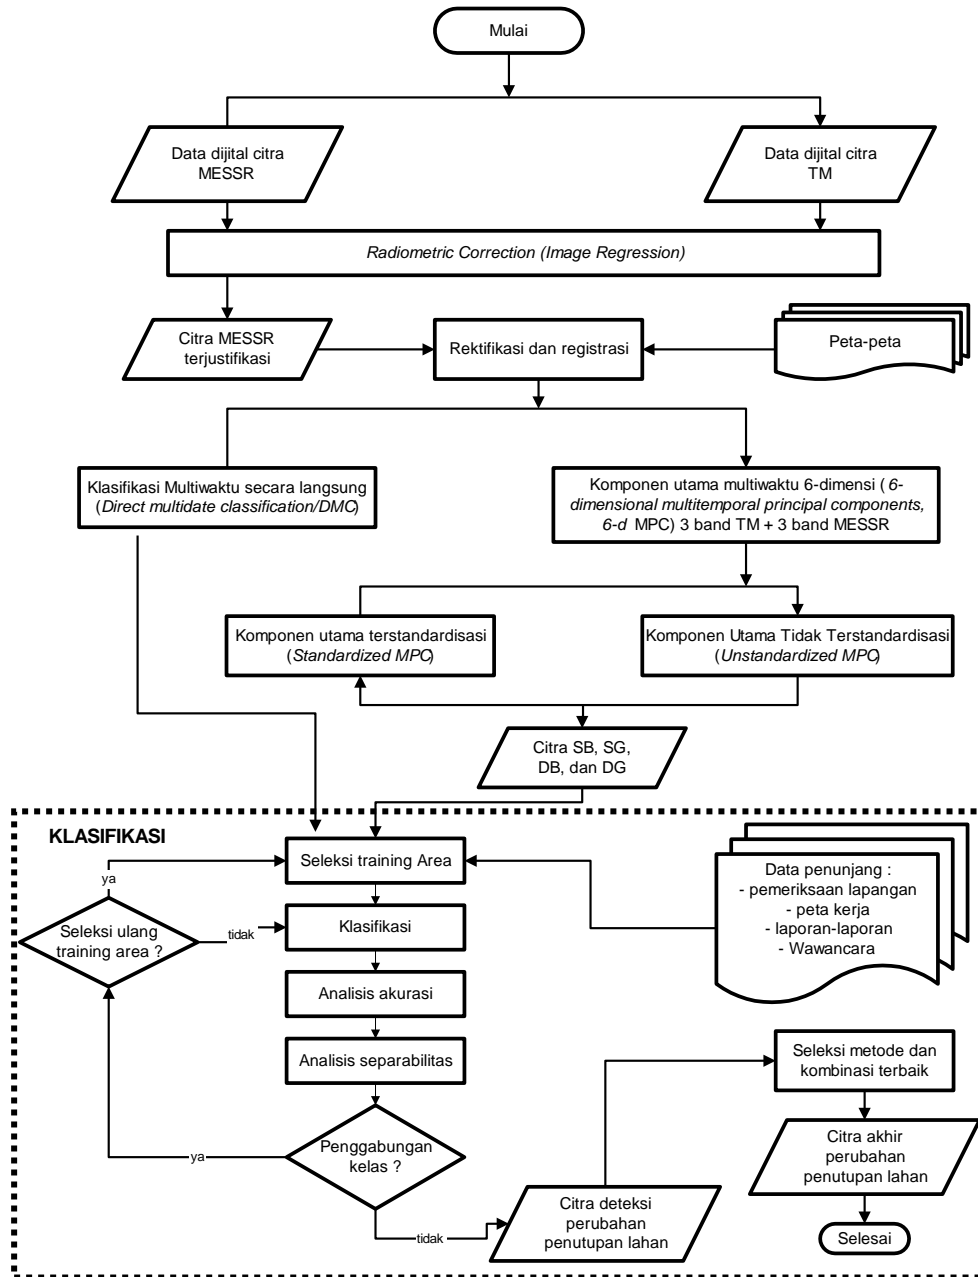 Mulai
Data dijital citra
MESSR
Data dijital citra
TM
Radiometric Correction (Image Regression)
Citra MESSR
terjustifikasi
Rektifikasi dan registrasi
Peta-peta
Klasifikasi Multiwaktu secara langsung
(Direct multidate classification/DMC)
Komponen utama multiwaktu 6-dimensi ( 6-
dimensional multitemporal principal components,
6-d MPC) 3 band TM + 3 band MESSR
Komponen utama terstandardisasi
(Standardized MPC)
Komponen Utama Tidak Terstandardisasi
(Unstandardized MPC)
Citra SB, SG,
DB, dan DG
KLASIFIKASI
Seleksi training Area
Data penunjang :
- pemeriksaan lapangan
- peta kerja
- laporan-laporan
- Wawancara
ya
Seleksi ulang
training area ?
tidak
Klasifikasi
Analisis akurasi
Analisis separabilitas
Seleksi metode dan
kombinasi terbaik
Penggabungan
kelas ?
ya
tidak
Citra deteksi
perubahan
penutupan lahan
Citra akhir
perubahan
penutupan lahan
Selesai